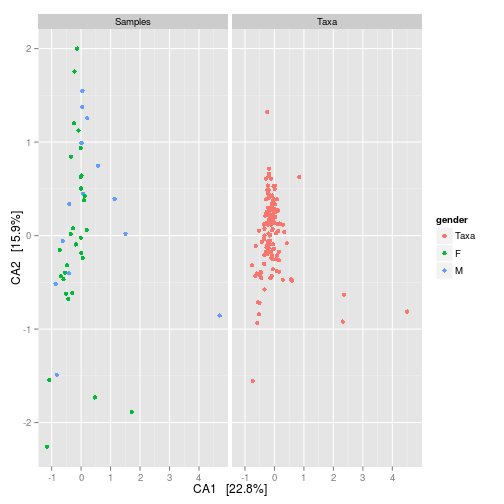 Samples Taxa
2
1
0
-1
-2
CA2 [15.9%]
-1 0 1 2 3 4 -1 0 1 2 3 4
CA1 [22.8%]
gender
Taxa
F
M